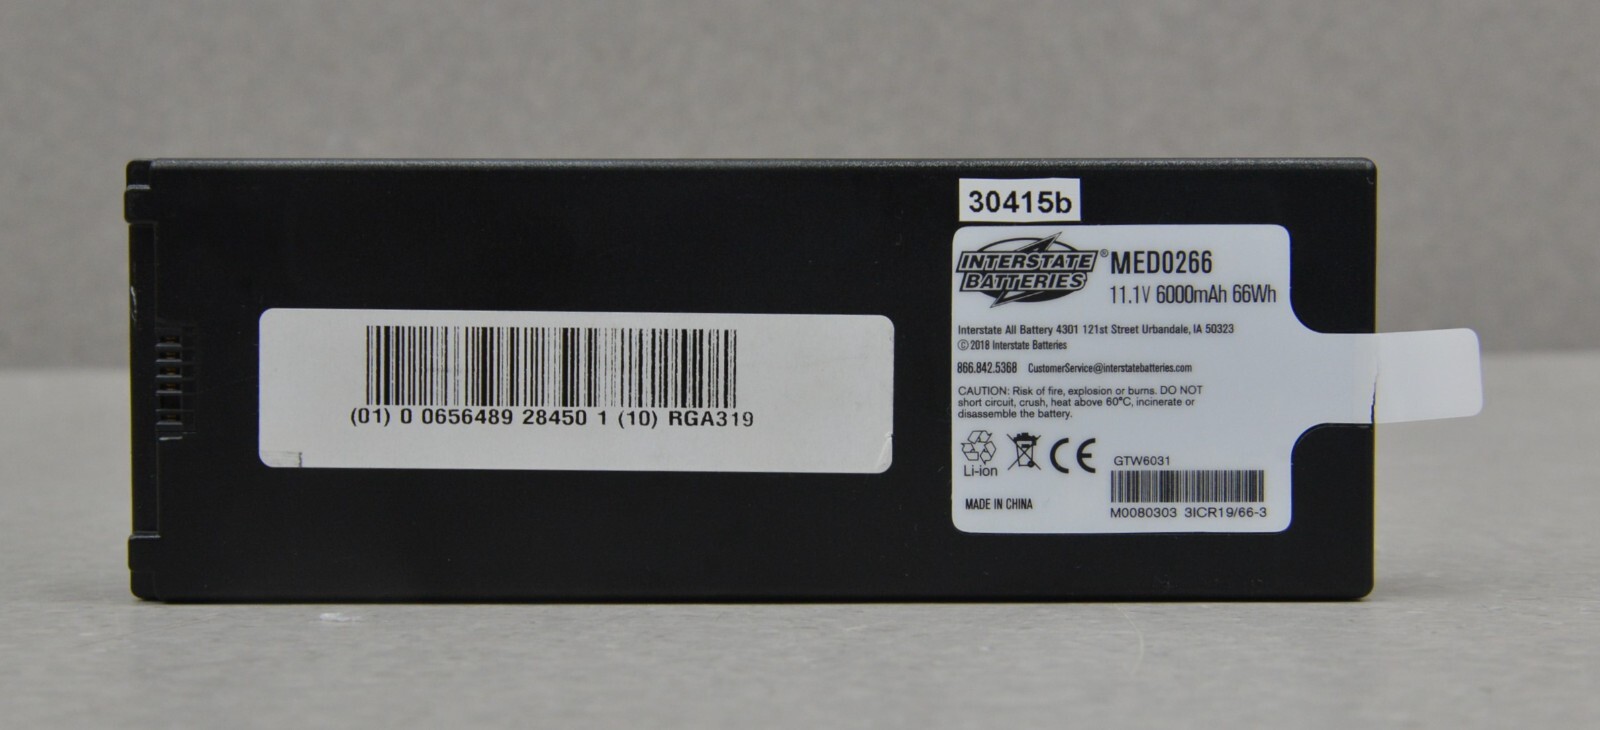 30415b
INTERSTATE
BATTERIES®
MED0266
11.1V 6000mAh 66Wh
Interstate All Battery 4301 121st Street Urbandale, IA 50323
© 2018 Interstate Batteries
866.842.5368 CustomerService@interstatebatteries.com
CAUTION: Risk of fire, explosion or burns. DO NOT
short circuit, crush, heat above 60°C, incinerate or
disassemble the battery.
Li-ion
CE
GTW6031
MADE IN CHINA
M0080303 3ICR19/66-3
(01) 0 0656489 28450 1 (10) RGA319